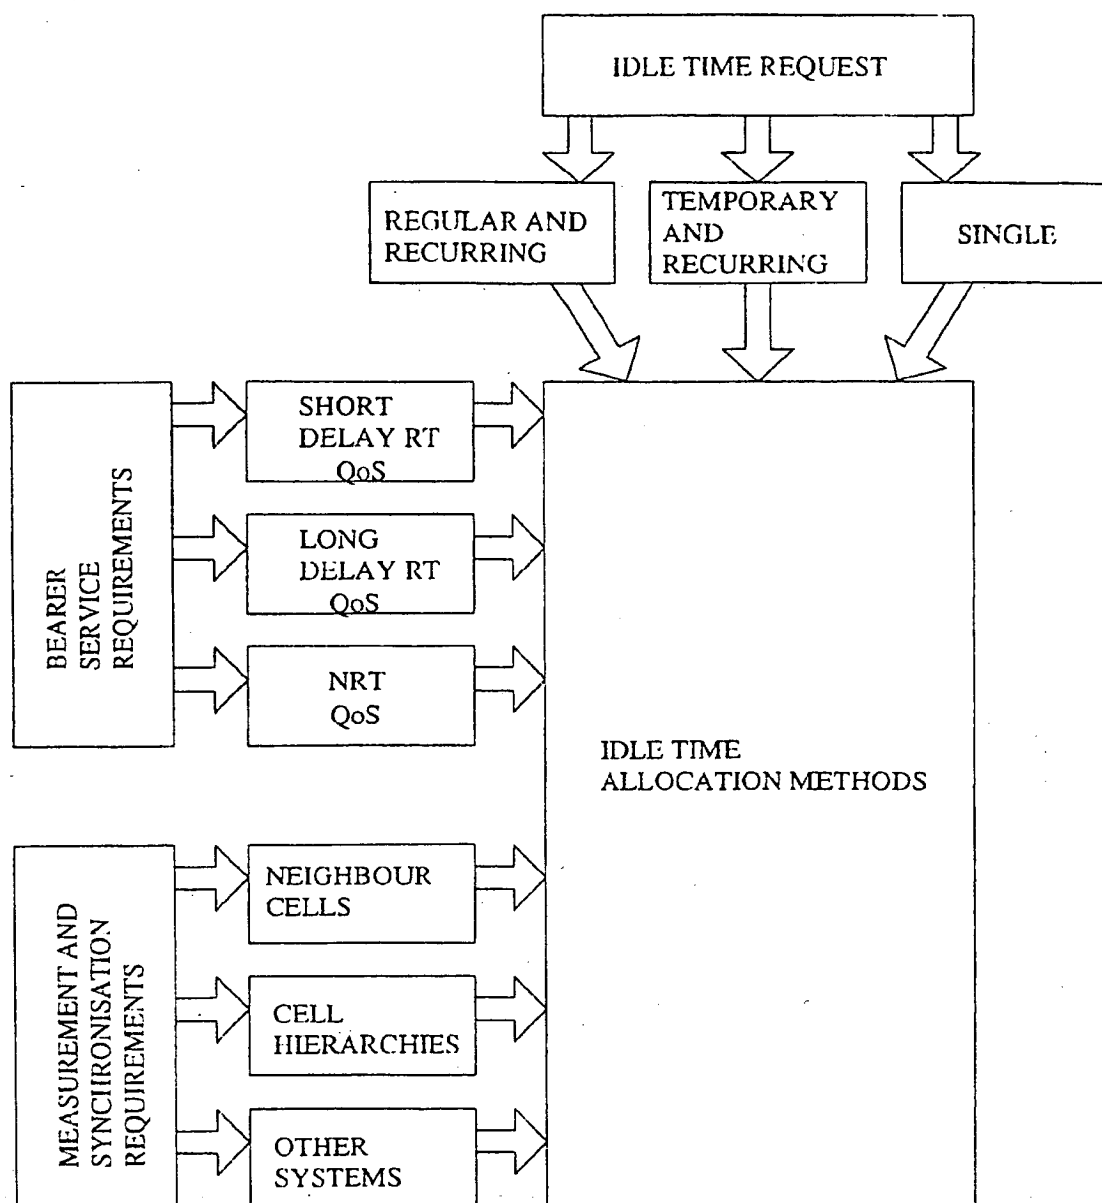 IDLE TIME REQUEST
REGULAR AND
RECURRING
TEMPORARY
AND
RECURRING
SINGLE
BEARER
SERVICE
REQUIREMENTS
SHORT
DELAY RT
QoS
LONG
DELAY RT
QoS
NRT
QoS
IDLE TIME
ALLOCATION METHODS
MEASUREMENT AND
SYNCHRONISATION
REQUIREMENTS
NEIGHBOUR
CELLS
CELL
HIERARCHIES
OTHER
SYSTEMS